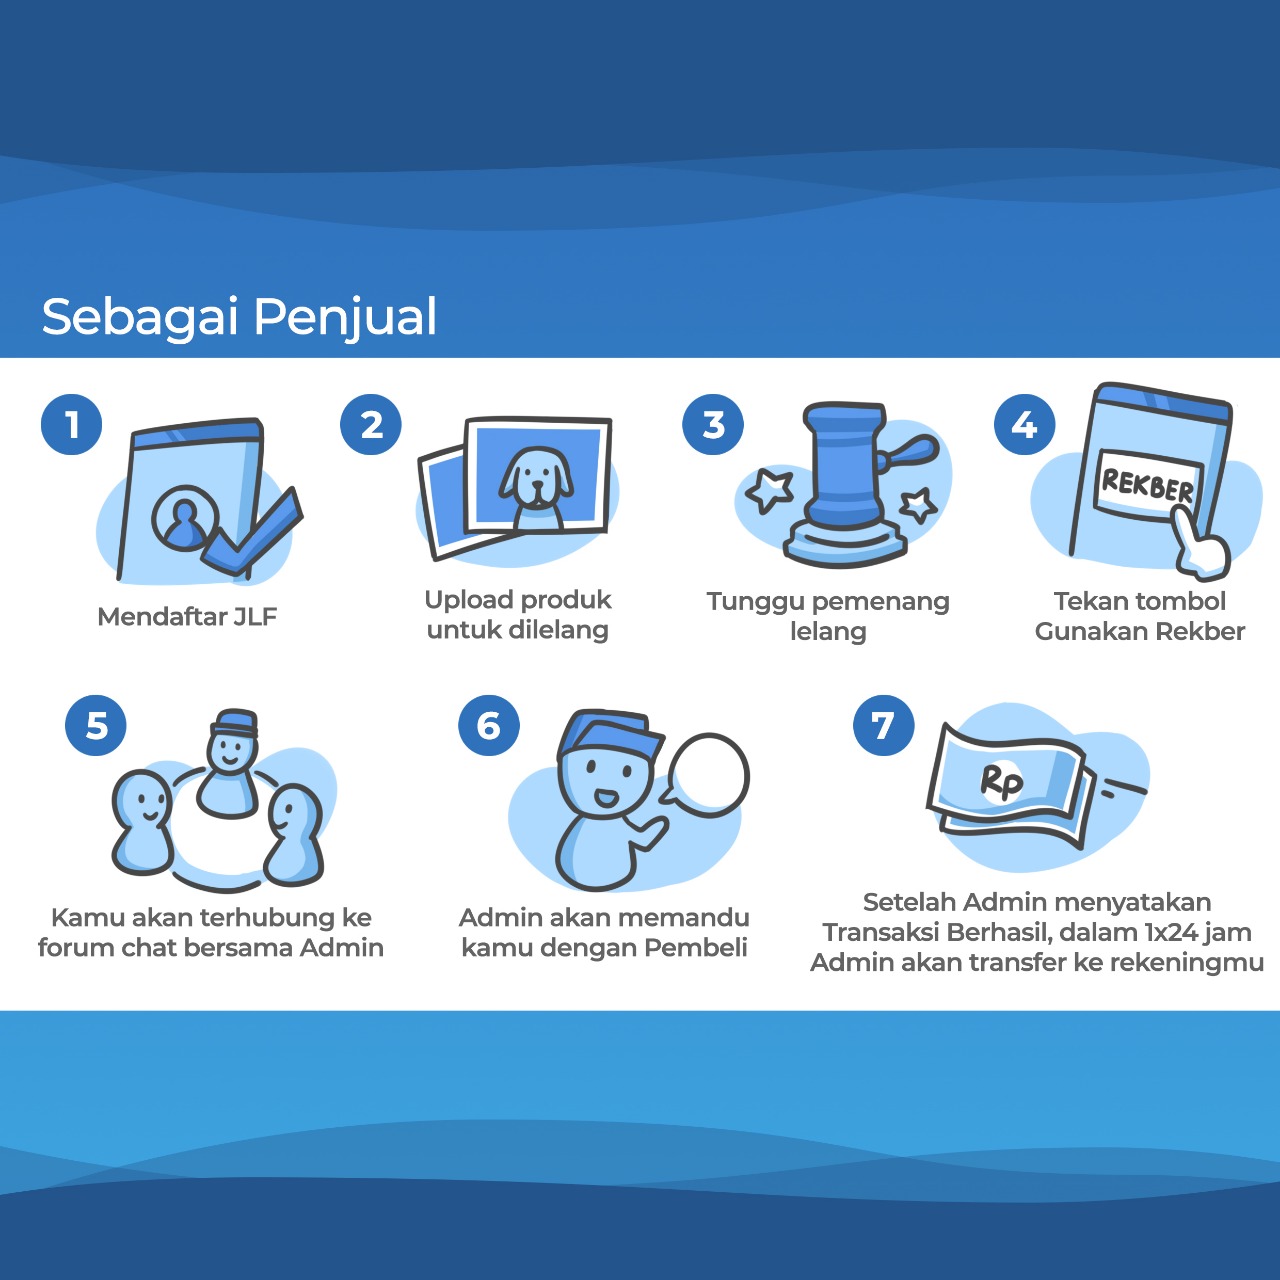 Sebagai Penjual
1
Mendaftar JLF
2
Upload produk
untuk dilelang
3
Tunggu pemenang
lelang
4
REKBER
Tekan tombol
Gunakan Rekber
5
Kamu akan terhubung ke
forum chat bersama Admin
6
Admin akan memandu
kamu dengan Pembeli
7
Rp
Setelah Admin menyatakan
Transaksi Berhasil, dalam 1x24 jam
Admin akan transfer ke rekeningmu